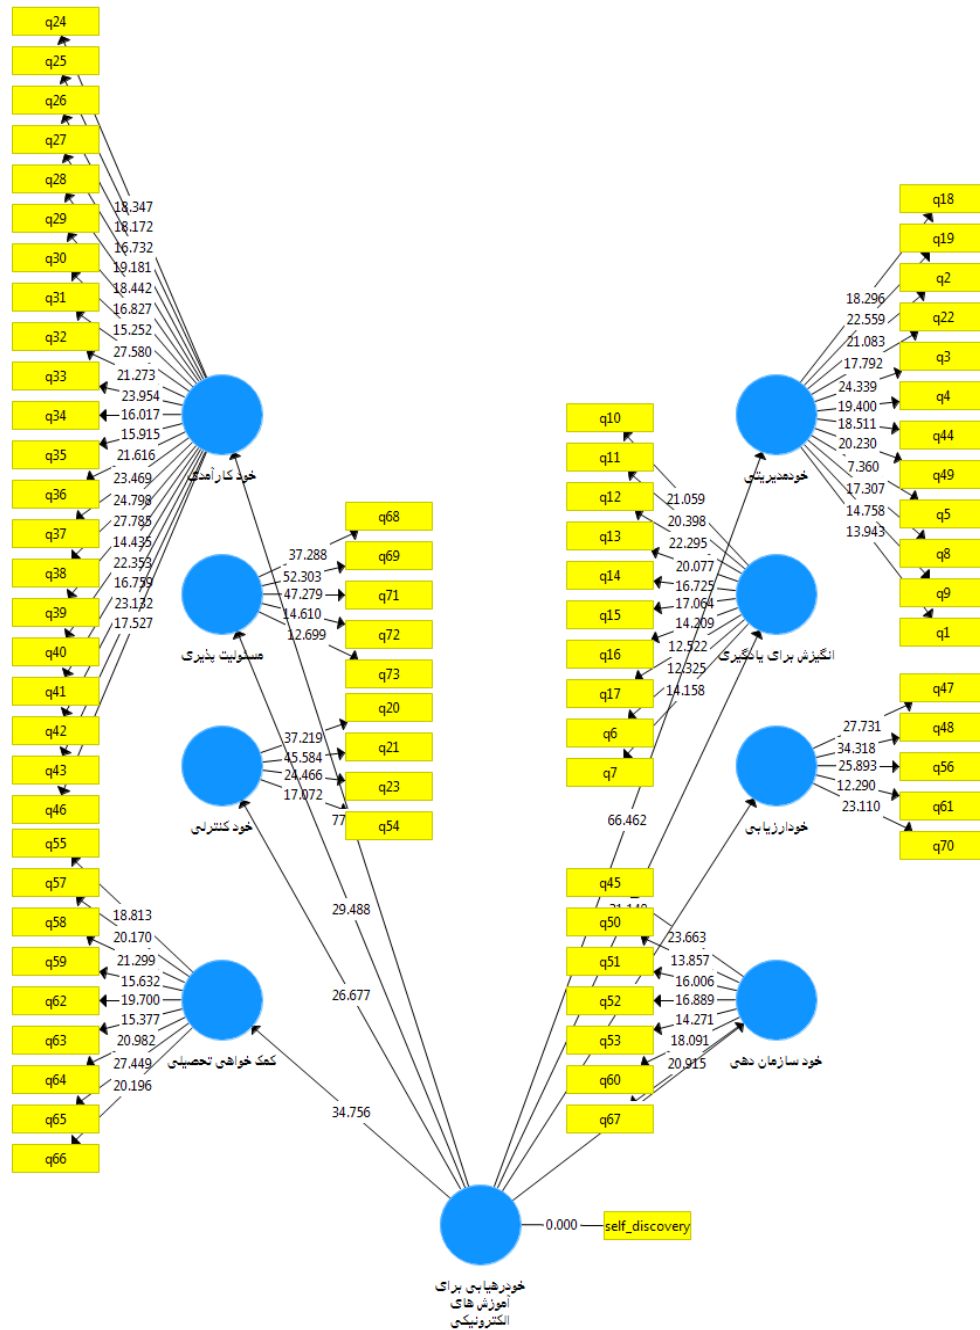 q24
q25
q26
q27
q28
q29
q30
q31
q32
q33
q34
q35
q36
q37
q38
q39
q40
q41
q42
q43
q46
18.347
18.172
16.732
19.181
18.442
16.827
15.252
27.580
21.273
23.954
16.017
15.915
21.616
23.469
24.798
27.785
14.435
22.353
16.759
23.132
17.527
خود کارآمدی
q68
q69
q71
q72
q73
37.288
52.303
47.279
14.610
12.699
مسئولیت پذیری
q20
q21
q23
q54
37.219
45.584
24.466
17.072
خود کنترلی
q55
q57
q58
q59
q62
q63
q64
q65
q66
18.813
20.170
21.299
15.632
19.700
15.377
20.982
27.449
20.196
کمک خواهی تحصیلی
q18
q19
q2
q22
q3
q4
q44
q49
q5
q8
q9
q1
18.296
22.559
21.083
17.792
24.339
19.400
18.511
20.230
7.360
17.307
14.758
13.943
خودمدیریتی
q10
q11
q12
q13
q14
q15
q16
q17
q6
q7
21.059
20.398
22.295
20.077
16.725
17.064
14.209
12.522
12.325
14.158
انگیزش برای یادگیری
q47
q48
q56
q61
q70
27.731
34.318
25.893
12.290
23.110
خودارزیابی
q45
q50
q51
q52
q53
q60
q67
23.663
13.857
16.006
16.889
14.271
18.091
20.915
خود سازمان دهی
77
29.488
26.677
34.756
66.462
0.000
self_discovery
خودرهیابی برای
آموزش های
الکترونیکی